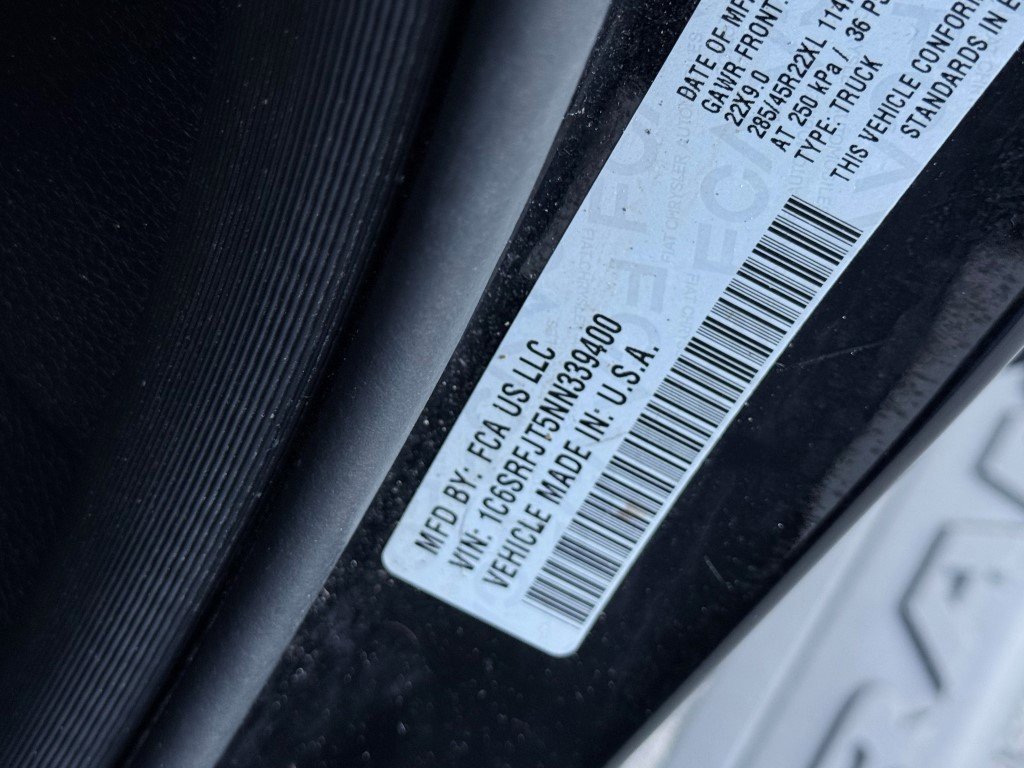 MFD BY: FCA US LLC
VIN: 1C6SRFJT5NN339400
VEHICLE MADE IN: U.S.A.
DATE OF MF
GAWR FRONT
22X9.0
285/45R22XL 114
AT 250 kPa / 36 PS
TYPE: TRUCK
THIS VEHICLE CONFOR
STANDARDS IN E